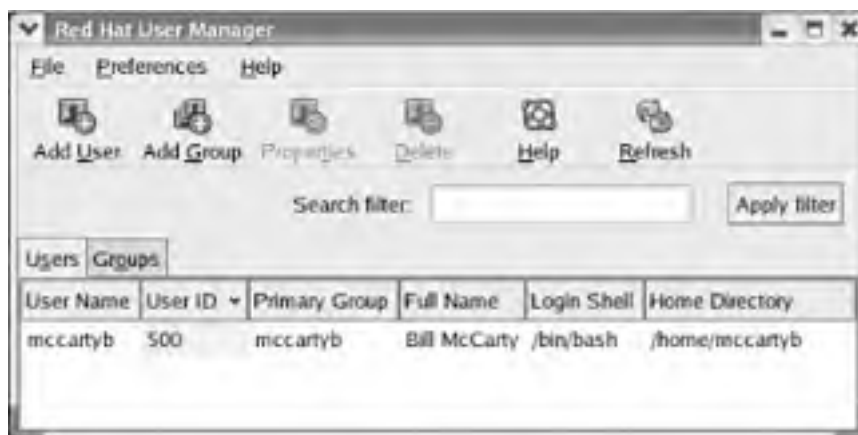 Red Hat User Manager
File Preferences Help
Add User Add Group Properties Delete Help Refresh
Search filter: Apply filter
Users Groups
User Name User ID Primary Group Full Name Login Shell Home Directory
mccartyb 500 mccartyb Bill McCarty /bin/bash /home/mccartyb